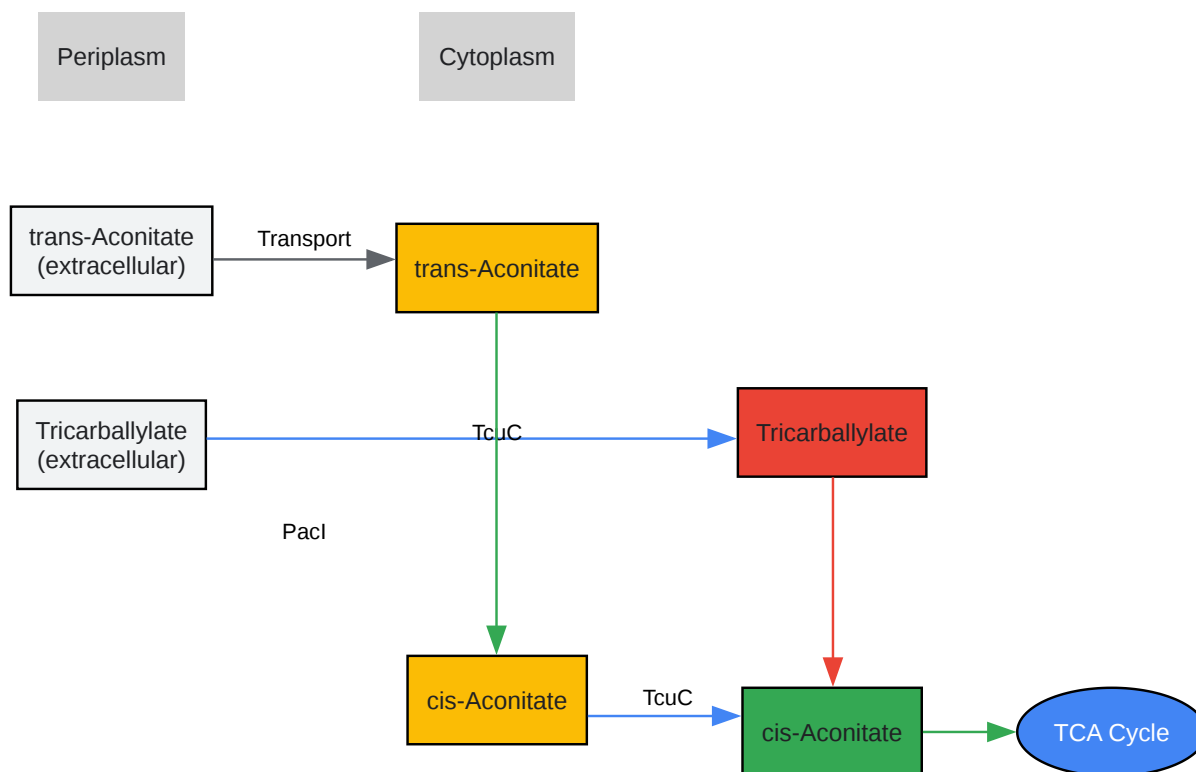 Periplasm
Cytoplasm
trans-Aconitate
(extracellular)
Transport
trans-Aconitate
Tricarballylate
(extracellular)
TcuC
Tricarballylate
PacI
cis-Aconitate
TcuC
cis-Aconitate
TCA Cycle